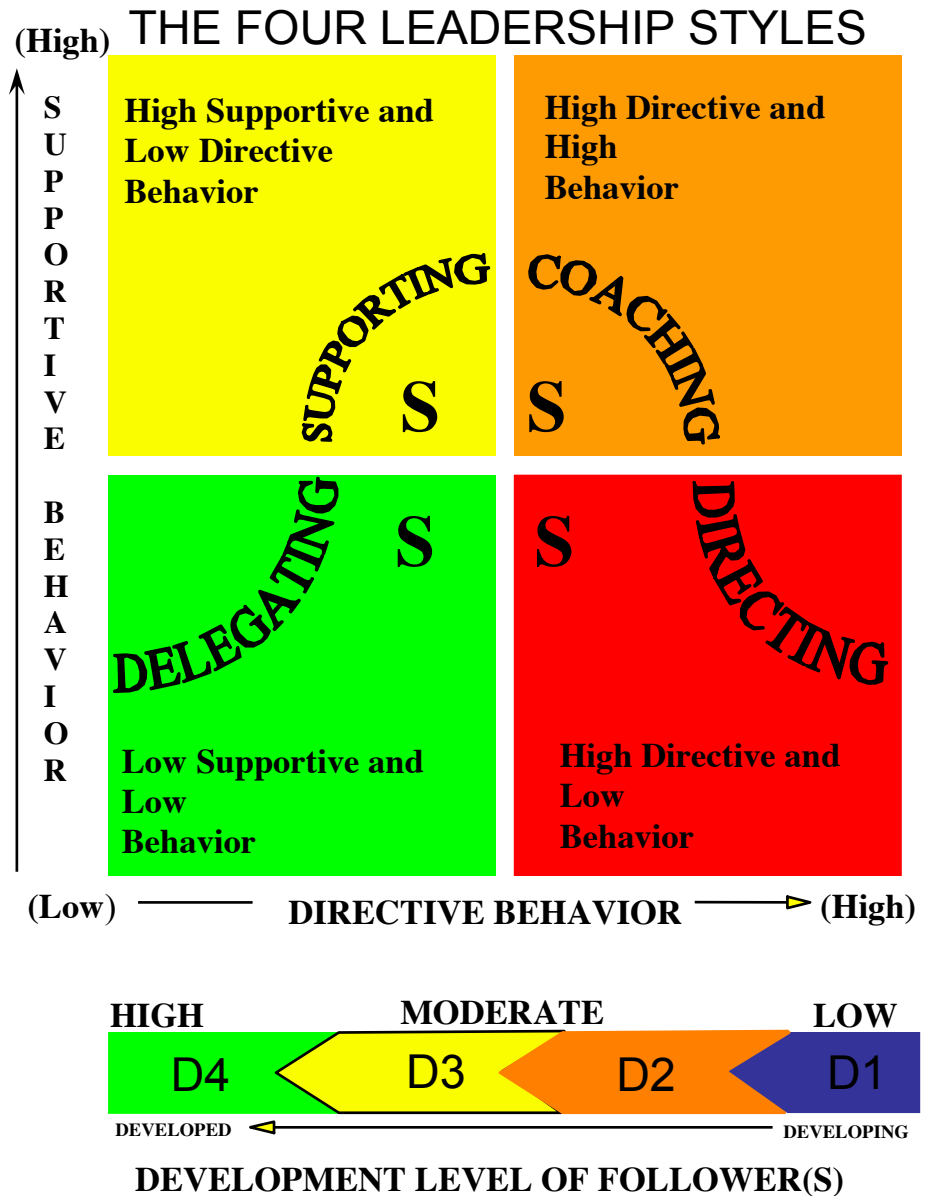 THE FOUR LEADERSHIP STYLES
(High)
SUPPORTIVE BEHAVIOR
High Supportive and
Low Directive
Behavior
SUPPORTING
S
High Directive and
High
Behavior
COACHING
S
DELEGATING
S
Low Supportive and
Low
Behavior
DIRECTING
S
High Directive and
Low
Behavior
(Low)
DIRECTIVE BEHAVIOR
(High)
HIGH
MODERATE
LOW
D4
D3
D2
D1
DEVELOPED
DEVELOPING
DEVELOPMENT LEVEL OF FOLLOWER(S)